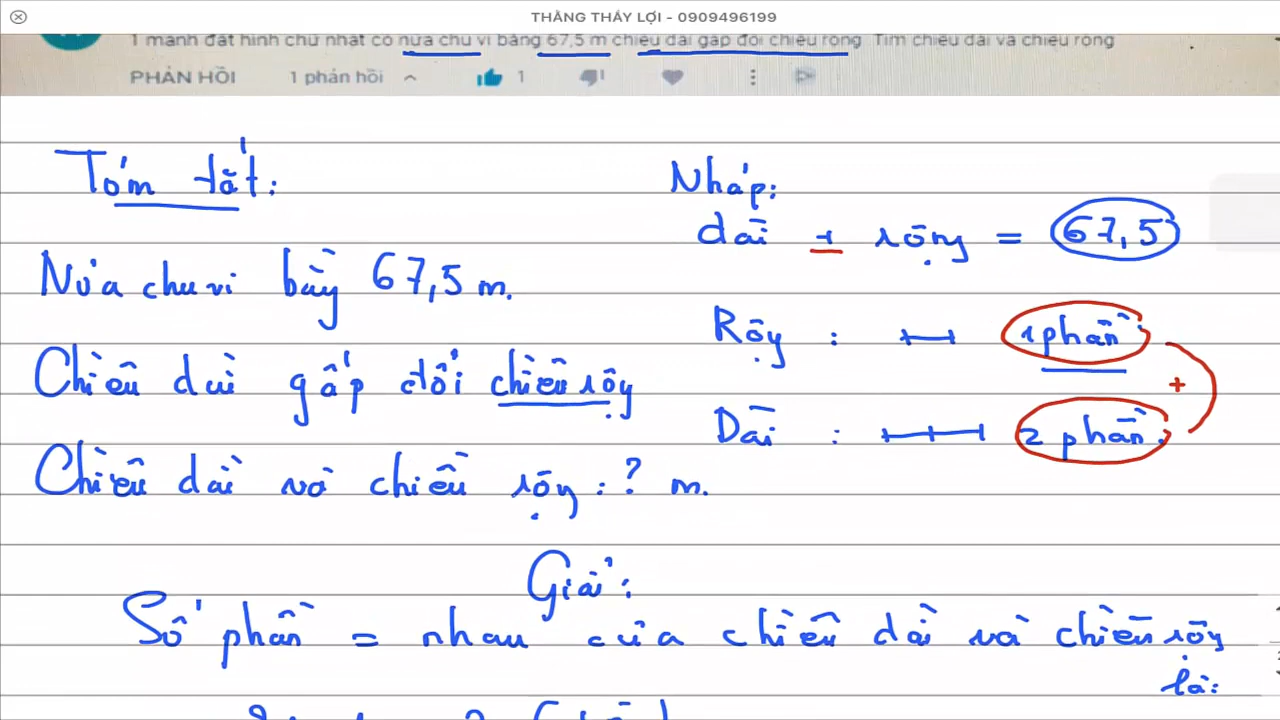 THẮNG THẦY LỢI - 0909496199
1 mảnh đất hình chữ nhật có nửa chu vi bằng 67,5 m chiều dài gấp đôi chiều rộng. Tìm chiều dài và chiều rộng
PHẢN HỒI 1 phản hồi 1
Tóm tắt:
Nửa chu vi bằng 67,5 m.
Chiều dài gấp đôi chiều rộng
Chiều dài và chiều rộng : ? m.
Nháp:
dài + rộng = 67,5
Rộng : 1 phần
+
Dài : 2 phần
Giải:
Số phần = nhau của chiều dài và chiều rộng
là: